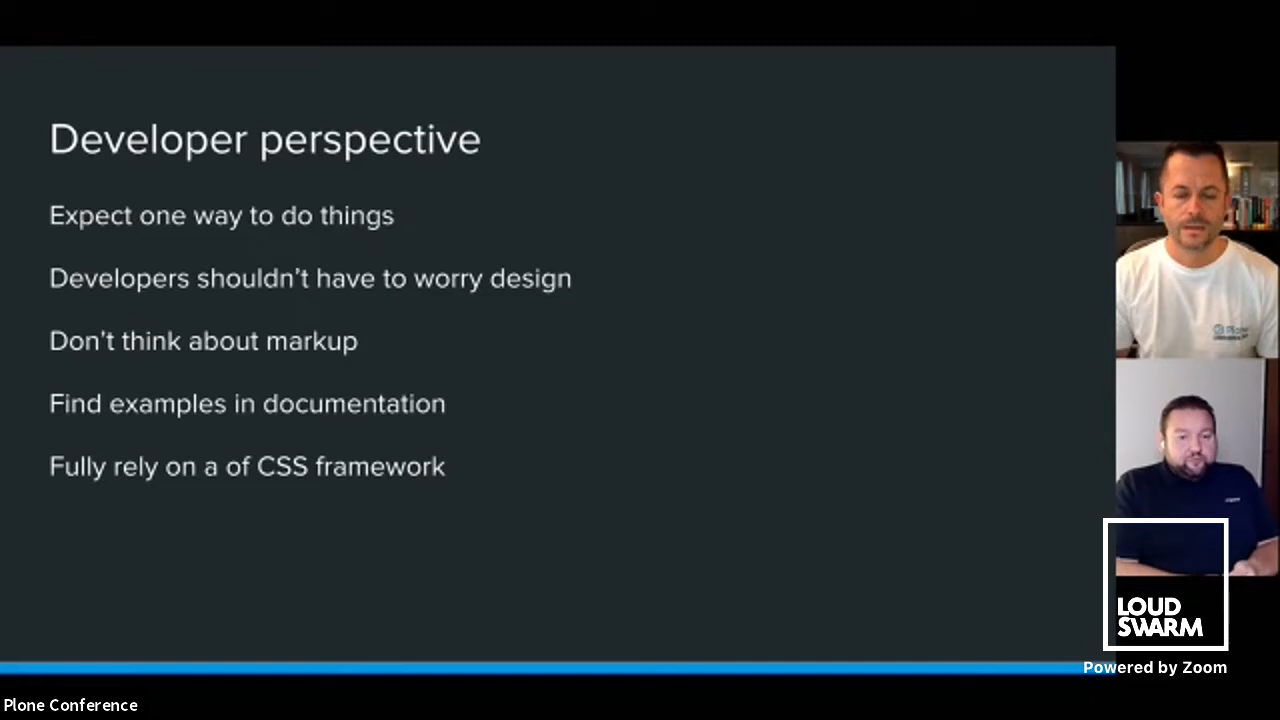 Developer perspective
Expect one way to do things
Developers shouldn't have to worry design
Don't think about markup
Find examples in documentation
Fully rely on a of CSS framework
LOUD
SWARM
Powered by Zoom
Plone Conference